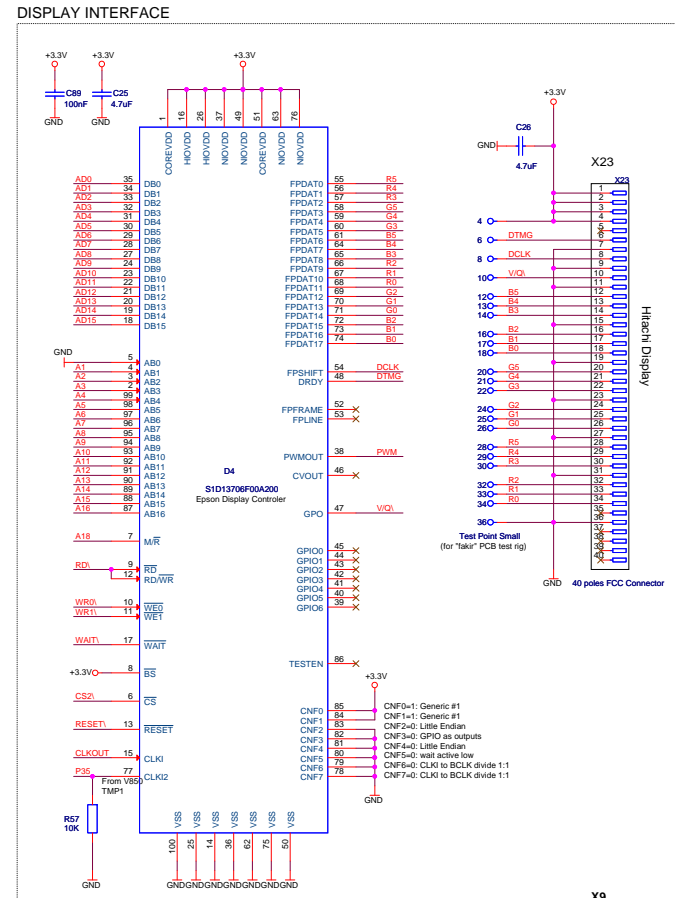 DISPLAY INTERFACE
+3.3V +3.3V +3.3V
C89 100nF
C25 4.7uF
GND GND
1 16 26 37 49 51 63 76
COREVDD HIOVDD HIOVDD NIOVDD NIOVDD COREVDD NIOVDD NIOVDD
AD0 35 DB0
AD1 34 DB1
AD2 33 DB2
AD3 32 DB3
AD4 31 DB4
AD5 30 DB5
AD6 29 DB6
AD7 28 DB7
AD8 27 DB8
AD9 24 DB9
AD10 23 DB10
AD11 22 DB11
AD12 21 DB12
AD13 20 DB13
AD14 19 DB14
AD15 18 DB15
GND 5 AB0
A1 4 AB1
A2 3 AB2
A3 2 AB3
A4 99 AB4
A5 98 AB5
A6 97 AB6
A7 96 AB7
A8 95 AB8
A9 94 AB9
A10 93 AB10
A11 92 AB11
A12 91 AB12
A13 90 AB13
A14 89 AB14
A15 88 AB15
A16 87 AB16
A18 7 M/R
RD\ 9 RD
12 RD/WR
WR0\ 10 WE0
WR1\ 11 WE1
WAIT\ 17 WAIT
+3.3V 8 BS
CS2\ 6 CS
RESET\ 13 RESET
CLKOUT 15 CLKI
P35 77 CLKI2
From V850
TMP1
R57
10K
GND
D4
S1D13706F00A200
Epson Display Controler
FPDAT0 55 R5
FPDAT1 56 R4
FPDAT2 57 R3
FPDAT3 58 G5
FPDAT4 59 G4
FPDAT5 60 G3
FPDAT6 61 B5
FPDAT7 64 B4
FPDAT8 65 B3
FPDAT9 66 R2
FPDAT10 67 R1
FPDAT11 68 R0
FPDAT12 69 G2
FPDAT13 70 G1
FPDAT14 71 G0
FPDAT15 72 B2
FPDAT16 73 B1
FPDAT17 74 B0
FPSHIFT 54 DCLK
DRDY 48 DTMG
FPFRAME 52
FPLINE 53
PWMOUT 38 PWM
CVOUT 46
GPO 47 V/Q\
GPIO0 45
GPIO1 44
GPIO2 43
GPIO3 42
GPIO4 41
GPIO5 40
GPIO6 39
TESTEN 86
+3.3V
CNF0 85 CNF0=1: Generic #1
CNF1 84 CNF1=1: Generic #1
CNF2 83 CNF2=0: Little Endian
CNF3 82 CNF3=0: GPIO as outputs
CNF4 81 CNF4=0: Little Endian
CNF5 80 CNF5=0: wait active low
CNF6 79 CNF6=0: CLKI to BCLK divide 1:1
CNF7 78 CNF7=0: CLKI to BCLK divide 1:1
GND
VSS VSS VSS VSS VSS VSS VSS
100 25 14 36 62 75 50
GND GND GND GND GND GND GND
+3.3V
GND C26
4.7uF
X23
X23
1
2
3
4 4
5
6 DTMG 6
7
8 DCLK 8
9
10 V/Q\ 10
11
12 B5 12
13 B4 13
14 B3 14
15
16 B2 16
17 B1 17
18 B0 18
19
20 G5 20
21 G4 21
22 G3 22
23
24 G2 24
25 G1 25
26 G0 26
27
28 R5 28
29 R4 29
30 R3 30
31
32 R2 32
33 R1 33
34 R0 34
35
36 36
37
38
39
40
Hitachi Display
Test Point Small
(for "fakir" PCB test rig)
GND
40 poles FCC Connector
X9